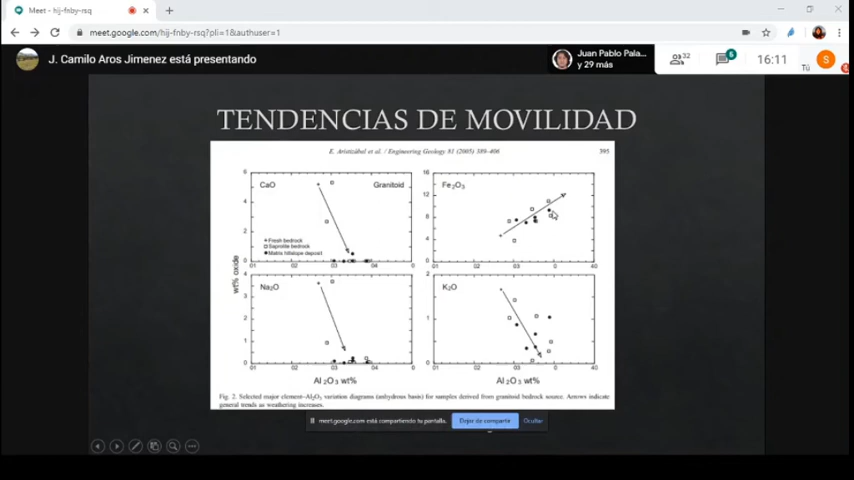 Meet - hij-fnby-rsq
meet.google.com/hij-fnby-rsq?pli=1&authuser=1
J. Camilo Aros Jimenez está presentando
Juan Pablo Pala...
y 29 más
32
5
16:11
Tú
S
TENDENCIAS DE MOVILIDAD
E. Aristizábal et al. / Engineering Geology 81 (2005) 389–406
395
CaO
Granitoid
Fresh bedrock
Saprolite bedrock
Matrix hillslope deposit
Fe2O3
Na2O
K2O
wt% oxide
Al2O3 wt%
Al2O3 wt%
Fig. 2. Selected major element–Al2O3 variation diagrams (anhydrous basis) for samples derived from granitoid bedrock source. Arrows indicate
general trends as weathering increases.
meet.google.com está compartiendo tu pantalla.
Dejar de compartir
Ocultar